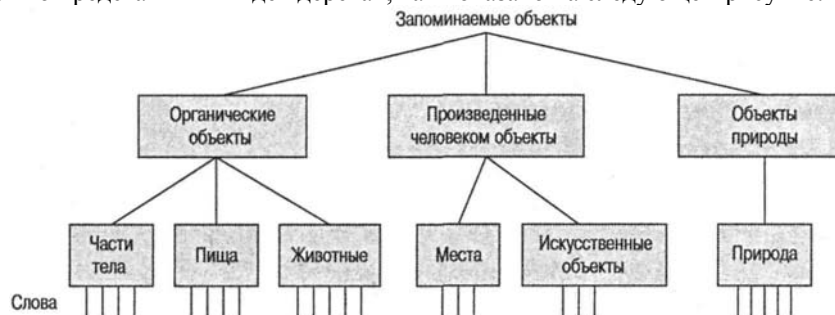 Запоминаемые объекты
Органические
объекты
Произведенные
человеком объекты
Объекты
природы
Части
тела
Пища
Животные
Места
Искусственные
объекты
Природа
Слова